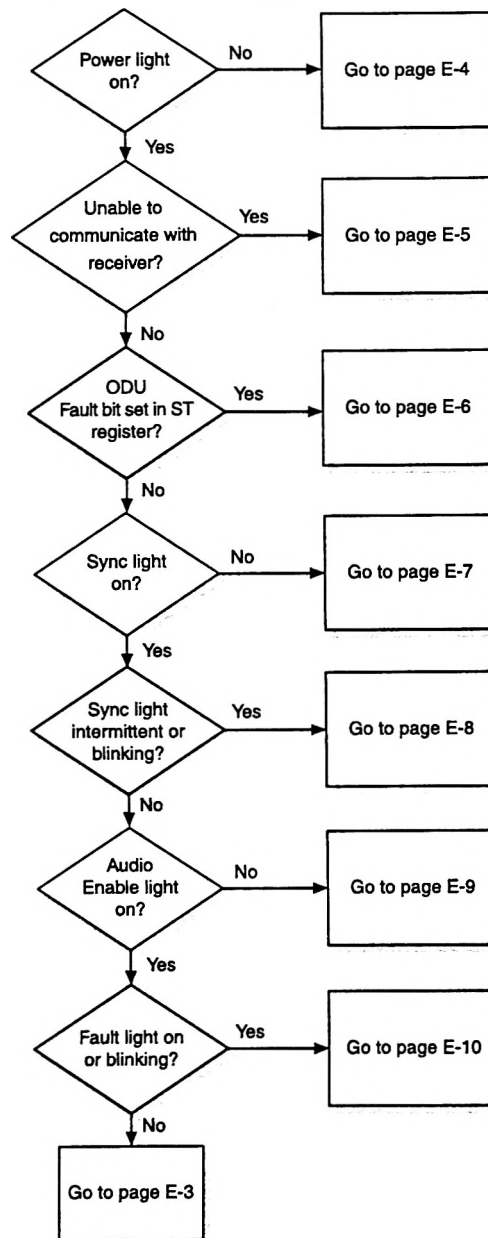 Power light
on?
No
Go to page E-4
Yes
Unable to
communicate with
receiver?
Yes
Go to page E-5
No
ODU
Fault bit set in ST
register?
Yes
Go to page E-6
No
Sync light
on?
No
Go to page E-7
Yes
Sync light
intermittent or
blinking?
Yes
Go to page E-8
No
Audio
Enable light
on?
No
Go to page E-9
Yes
Fault light on
or blinking?
Yes
Go to page E-10
No
Go to page E-3